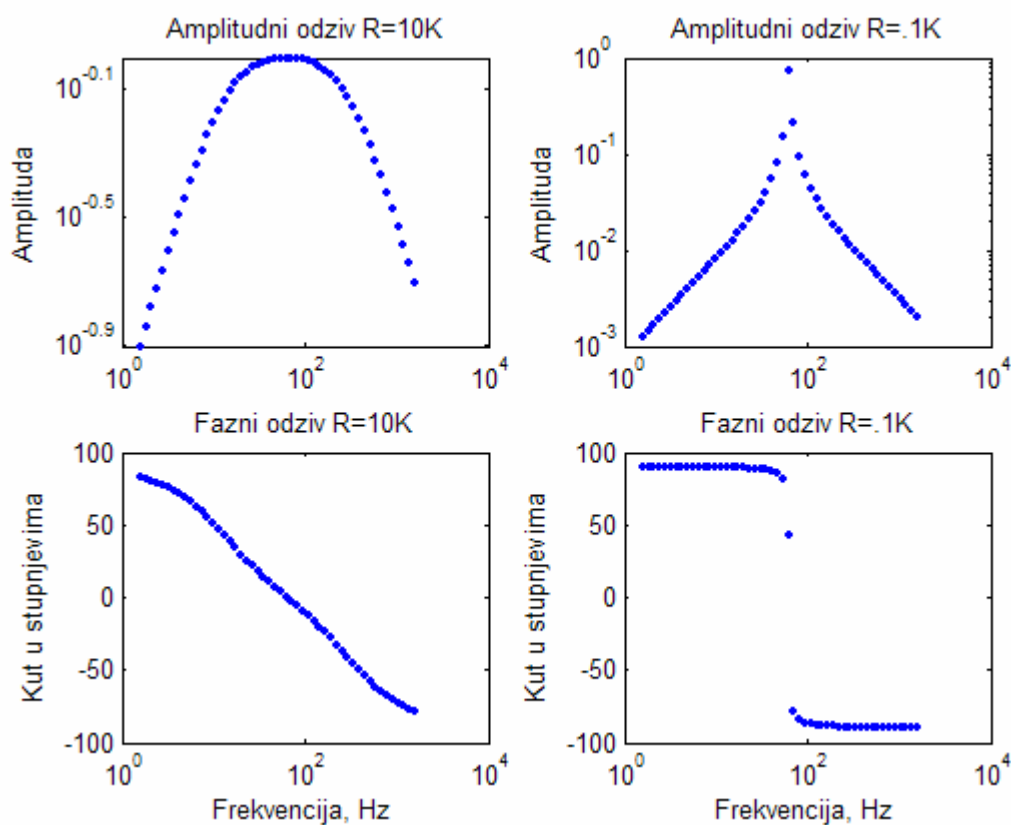 Amplitudni odziv R=10K
10^-0.1
10^-0.5
10^-0.9
Amplituda
10^0
10^2
10^4
Amplitudni odziv R=.1K
10^0
10^-1
10^-2
10^-3
Amplituda
10^0
10^2
10^4
Fazni odziv R=10K
100
50
0
-50
-100
Kut u stupnjevima
10^0
10^2
10^4
Frekvencija, Hz
Fazni odziv R=.1K
100
50
0
-50
-100
Kut u stupnjevima
10^0
10^2
10^4
Frekvencija, Hz